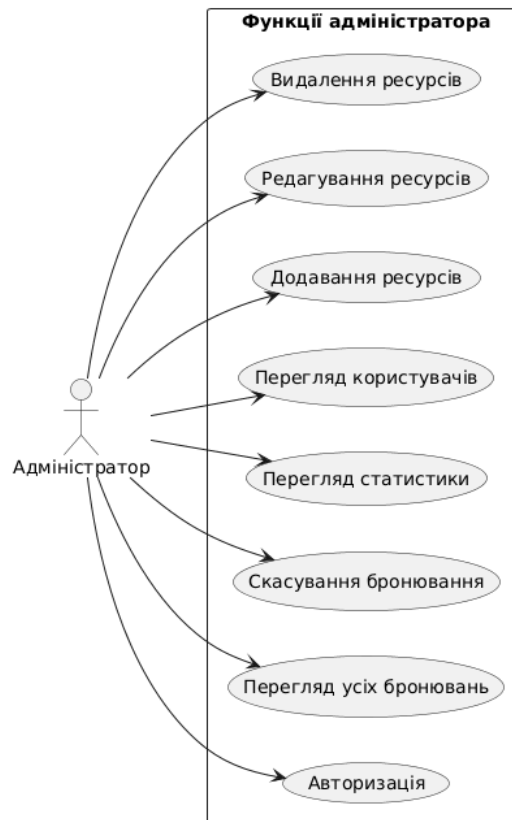 Функції адміністратора
Видалення ресурсів
Редагування ресурсів
Додавання ресурсів
Перегляд користувачів
Адміністратор
Перегляд статистики
Скасування бронювання
Перегляд усіх бронювань
Авторизація